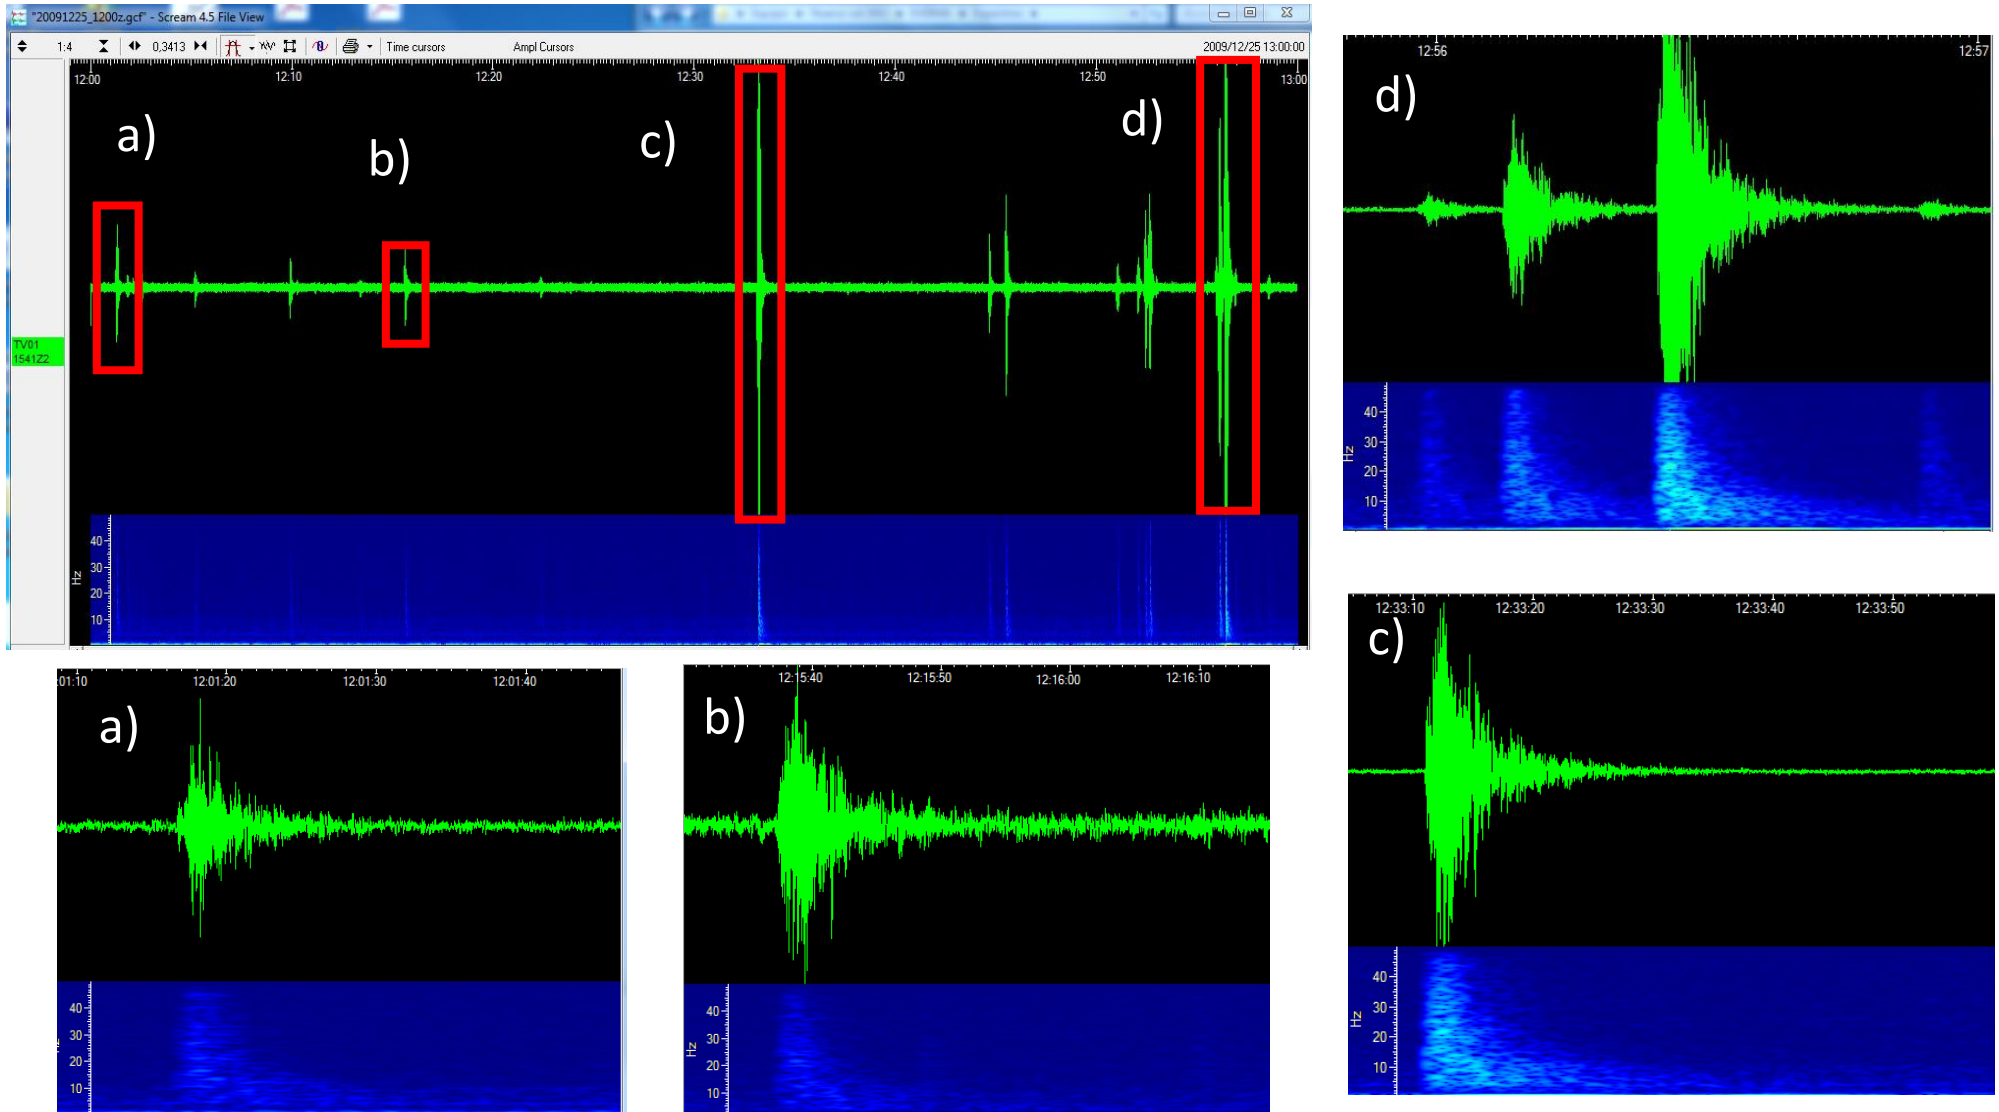 "20091225_1200z.gcf" - Scream 4.5 File View
1:4 0,3413 Time cursors Ampl Cursors 2009/12/25 13:00:00
12:00 12:10 12:20 12:30 12:40 12:50 13:00
a)
b)
c)
d)
TV01
1541Z2
Hz
40
30
20
10
12:56 12:57
d)
Hz
40
30
20
10
:01:10 12:01:20 12:01:30 12:01:40
a)
40
30
20
10
12:15:40 12:15:50 12:16:00 12:16:10
b)
Hz
40
30
20
10
12:33:10 12:33:20 12:33:30 12:33:40 12:33:50
c)
Hz
40
30
20
10